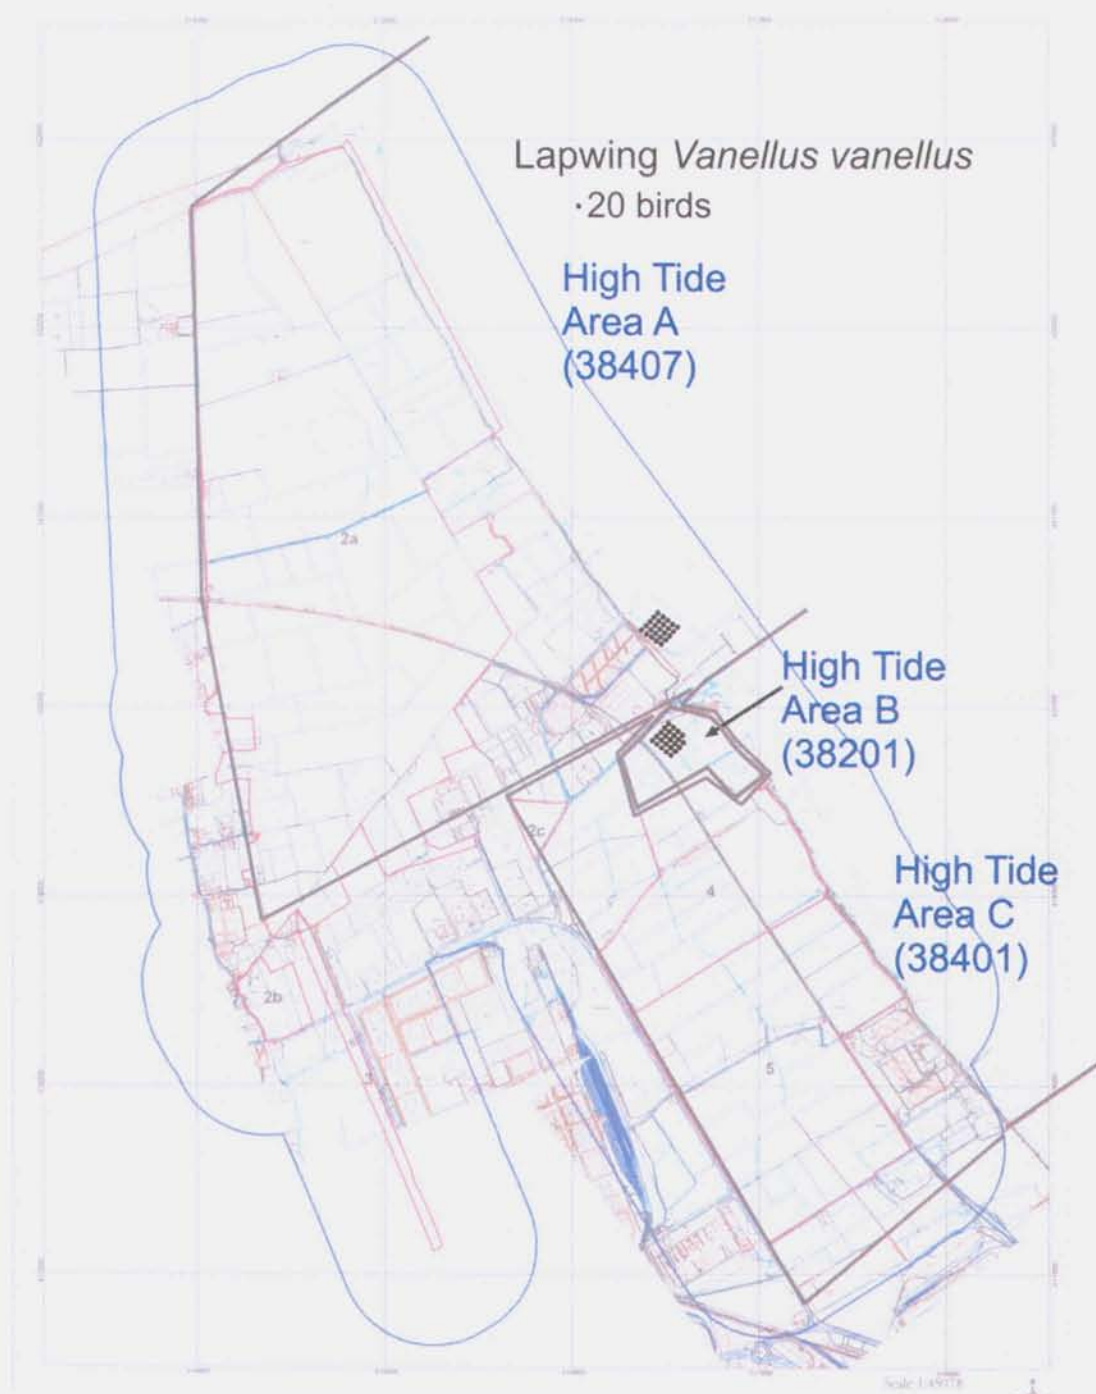 Lapwing Vanellus vanellus
·20 birds
High Tide
Area A
(38407)
2a
High Tide
Area B
(38201)
2c
High Tide
Area C
(38401)
4
2b
5